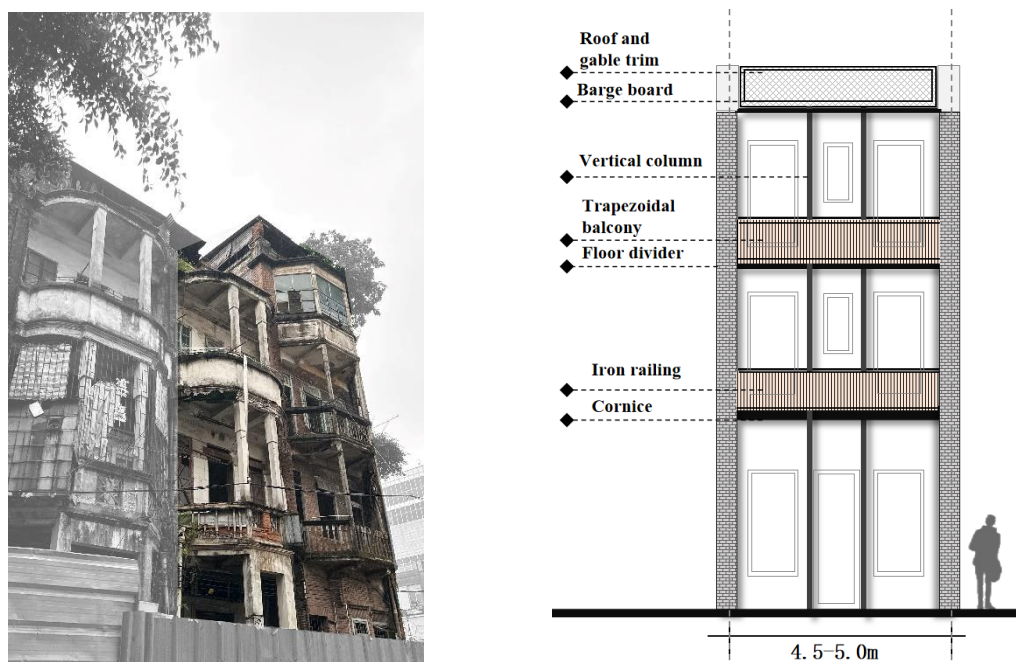 Roof and
gable trim
Barge board
Vertical column
Trapezoidal
balcony
Floor divider
Iron railing
Cornice
4.5-5.0m